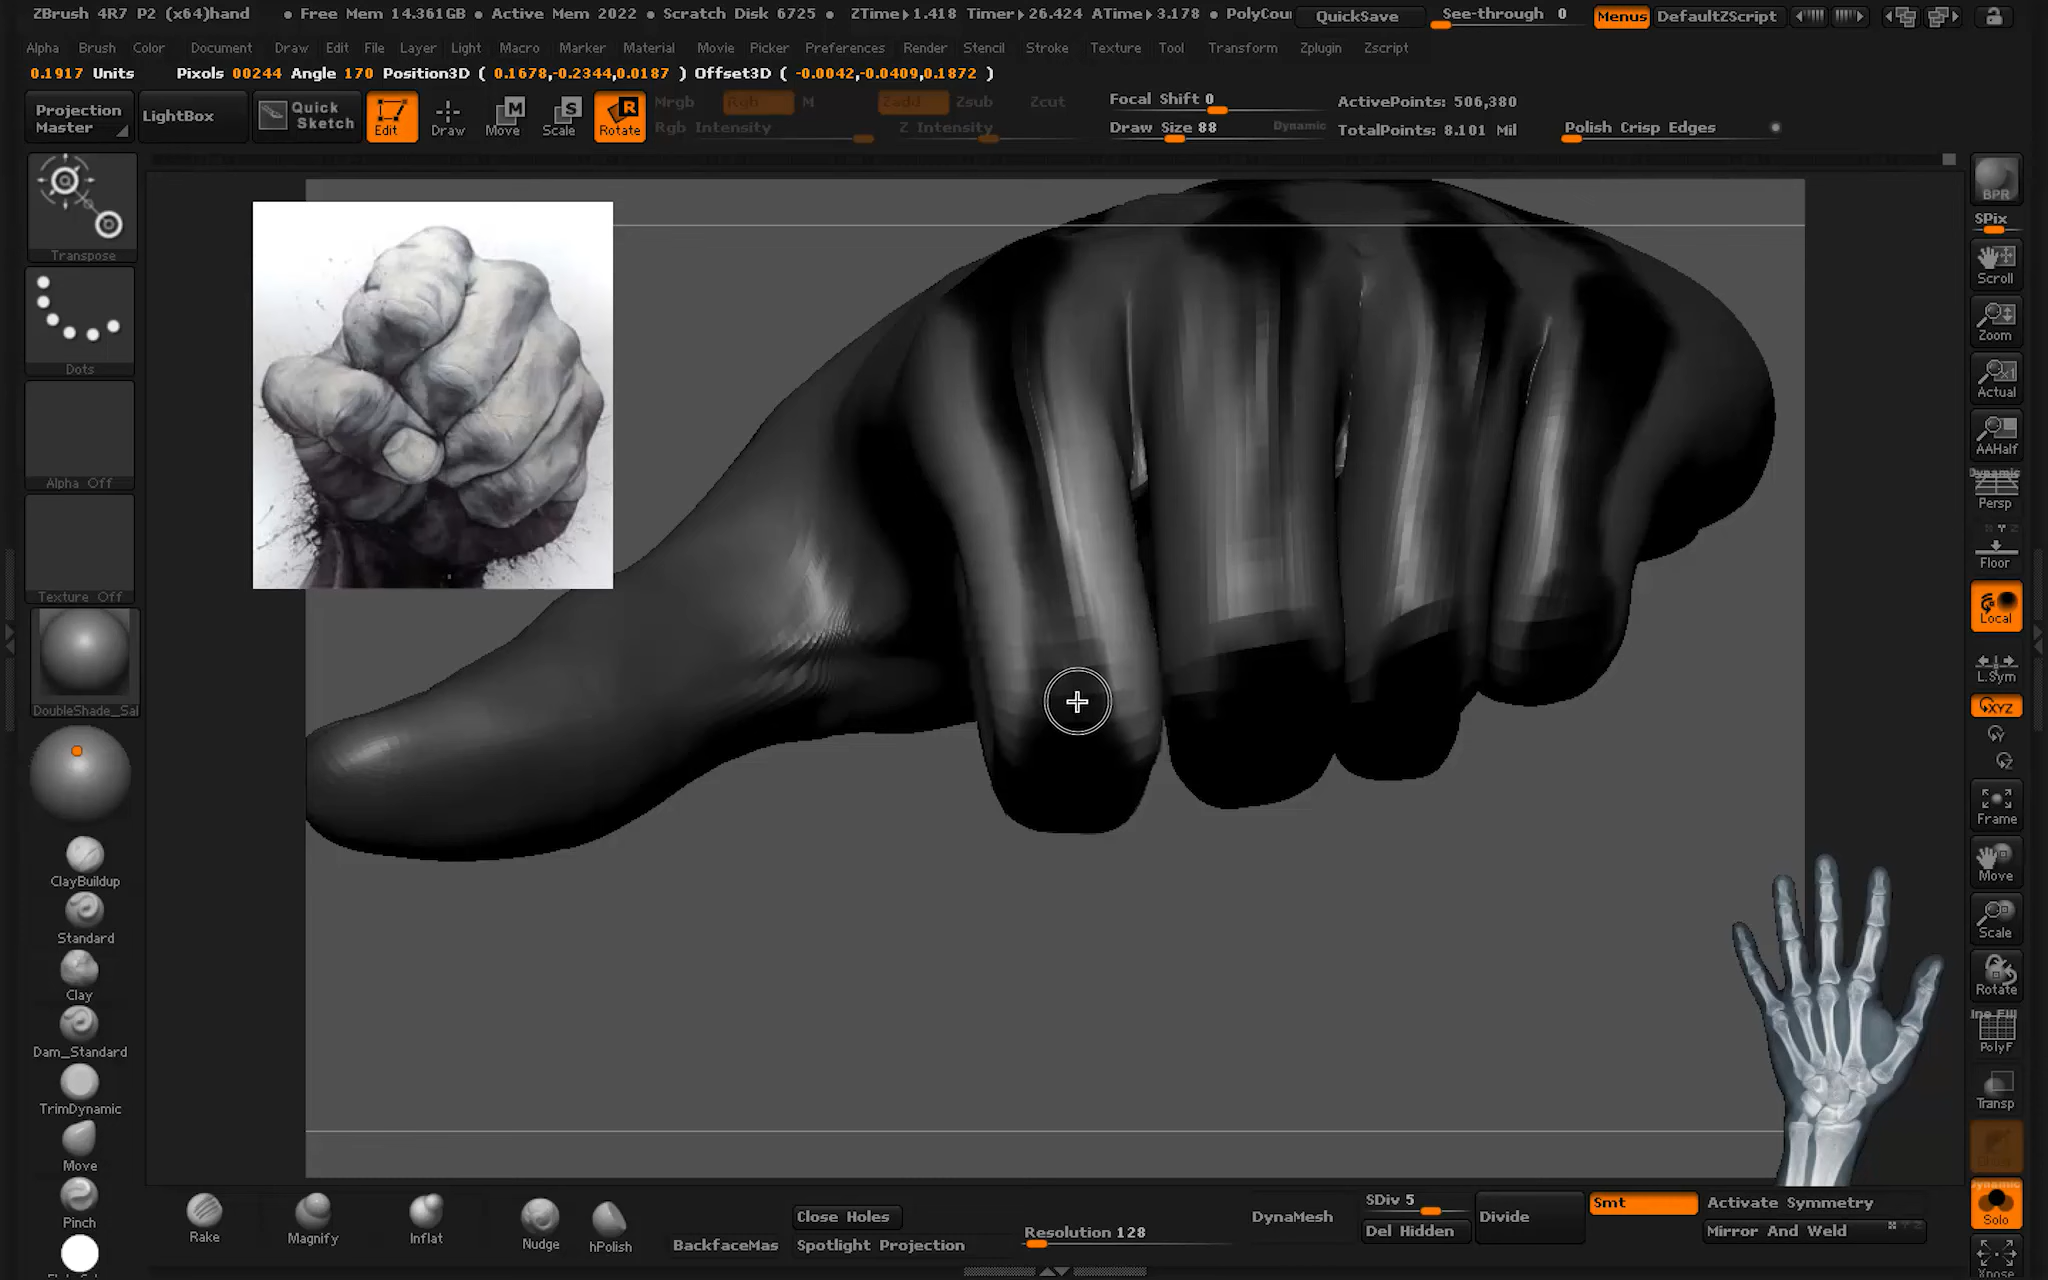 ZBrush 4R7 P2 (x64)hand • Free Mem 14.361GB • Active Mem 2022 • Scratch Disk 6725 • ZTime▸1.418 Timer▸26.424 ATime▸3.178 • PolyCou
QuickSave See-through 0 Menus DefaultZScript
Alpha Brush Color Document Draw Edit File Layer Light Macro Marker Material Movie Picker Preferences Render Stencil Stroke Texture Tool Transform Zplugin Zscript
0.1917 Units Pixols 00244 Angle 170 Position3D ( 0.1678,-0.2344,0.0187 ) Offset3D ( -0.0042,-0.0409,0.1872 )
Projection
Master
LightBox
Quick
Sketch
Edit
Draw
Move
Scale
Rotate
Mrgb Rgb M
Rgb Intensity
Zadd Zsub Zcut
Z Intensity
Focal Shift 0
Draw Size 88 Dynamic
ActivePoints: 506,380
TotalPoints: 8.101 Mil
Polish Crisp Edges
Transpose
Dots
Alpha Off
Texture Off
DoubleShade_Sal
ClayBuildup
Standard
Clay
Dam_Standard
TrimDynamic
Move
Pinch
BPR
SPix
Scroll
Zoom
Actual
AAHalf
Dynamic
Persp
Floor
Local
L.Sym
XYZ
Frame
Move
Scale
Rotate
Line Fill
PolyF
Transp
Dynamic
Solo
Xpose
Rake
Magnify
Inflat
Nudge
hPolish
BackfaceMas
Close Holes
Spotlight Projection
Resolution 128
DynaMesh
SDiv 5
Del Hidden
Divide
Smt
Activate Symmetry
Mirror And Weld